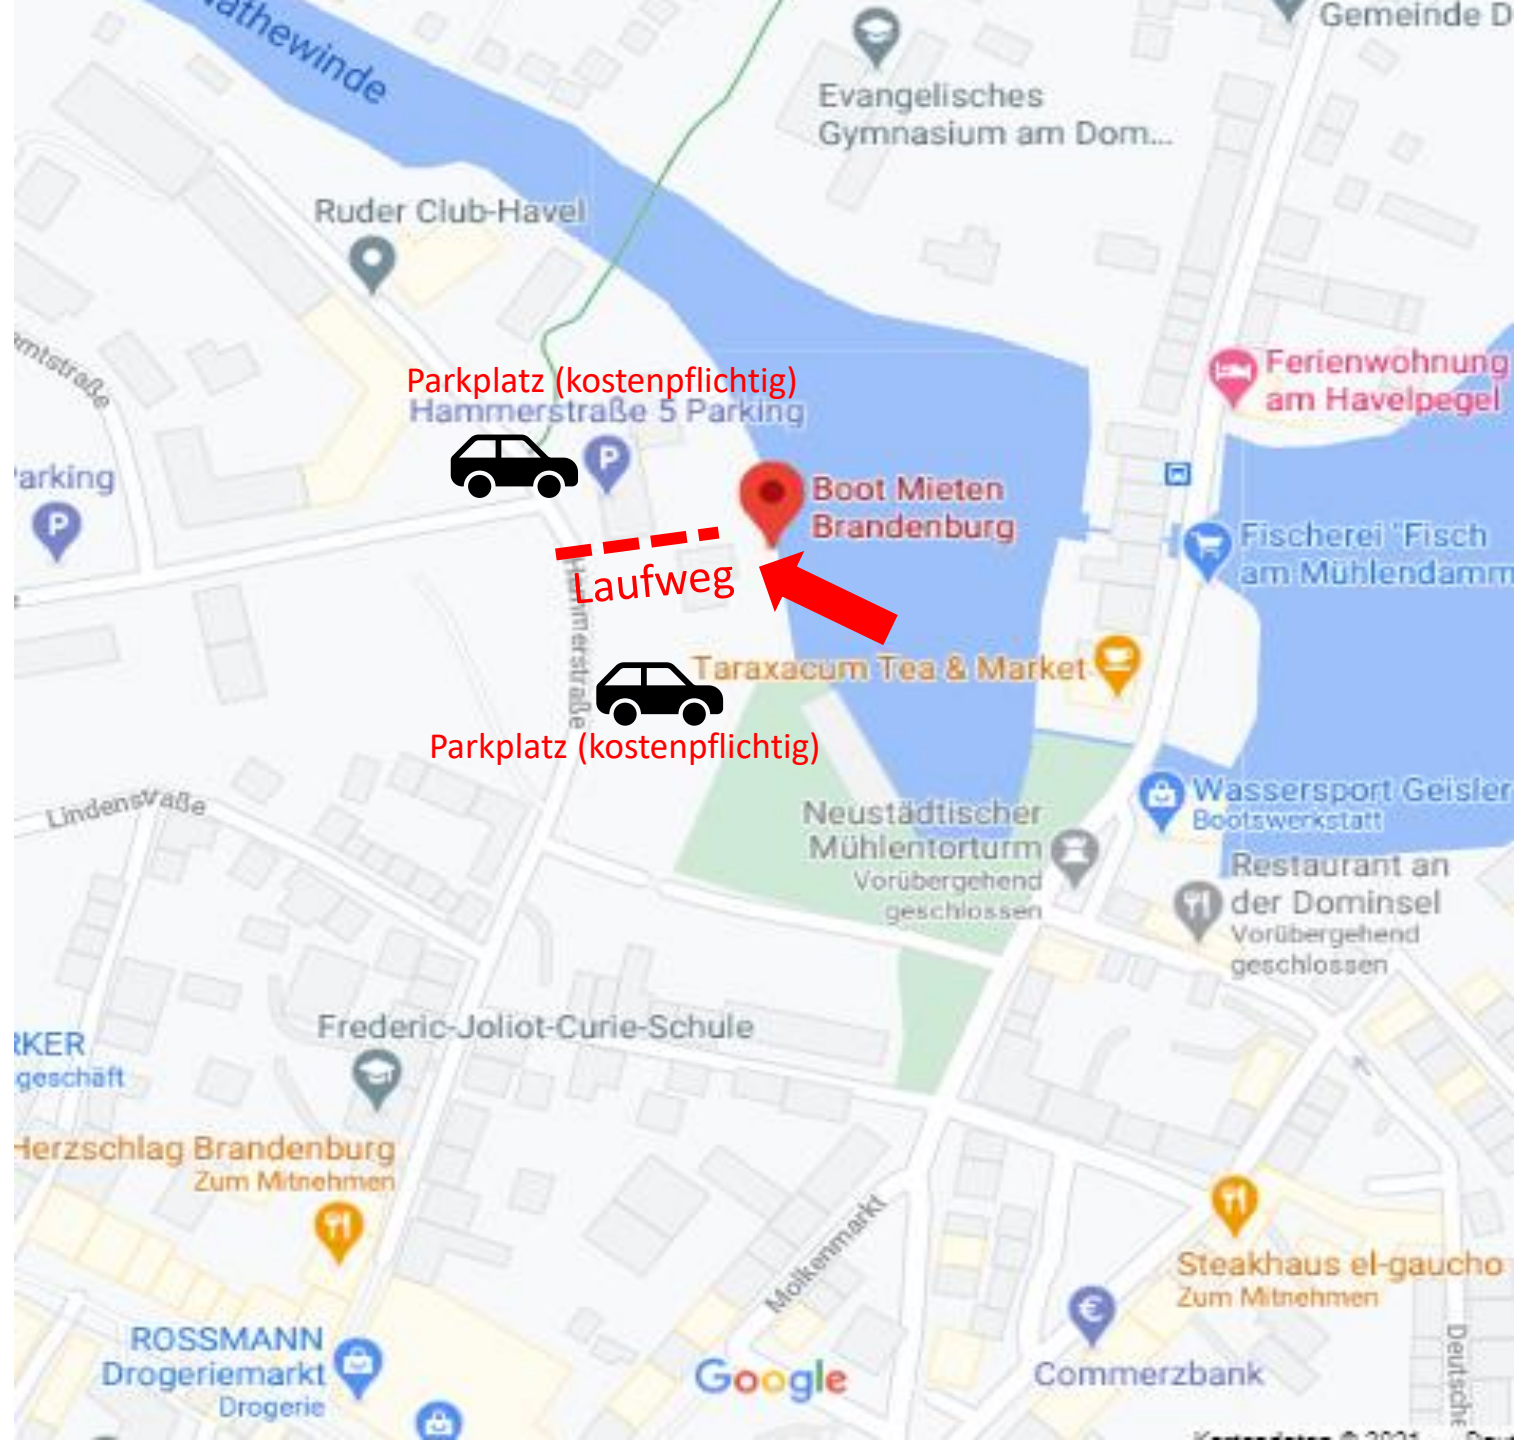 Gemeinde D
Evangelisches
Gymnasium am Dom...
Ruder Club-Havel
Parkplatz (kostenpflichtig)
Hammerstraße 5 Parking
P
Ferienwohnung
am Havelpegel
P
Boot Mieten
Brandenburg
Fischerei "Fisch
am Mühlendamm
Laufweg
Hammerstraße
Taraxacum Tea & Market
Parkplatz (kostenpflichtig)
Lindenstraße
Neustädtischer
Mühlentorturm
Vorübergehend
geschlossen
Wassersport Geisler
Bootswerkstatt
Restaurant an
der Dominsel
Vorübergehend
geschlossen
Frederic-Joliot-Curie-Schule
geschäft
Herzschlag Brandenburg
Zum Mitnehmen
Molkenmarkt
Steakhaus el-gaucho
Zum Mitnehmen
ROSSMANN
Drogeriemarkt
Drogerie
Google
€
Commerzbank
Deutsche